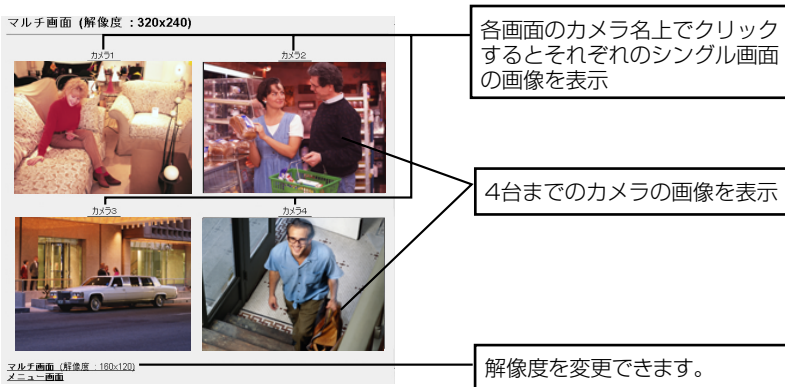 マルチ画面 (解像度 : 320x240)
カメラ1
カメラ2
カメラ3
カメラ4
マルチ画面 (解像度 : 160x120)
メニュー画面
各画面のカメラ名上でクリック
するとそれぞれのシングル画面
の画像を表示
4台までのカメラの画像を表示
解像度を変更できます。